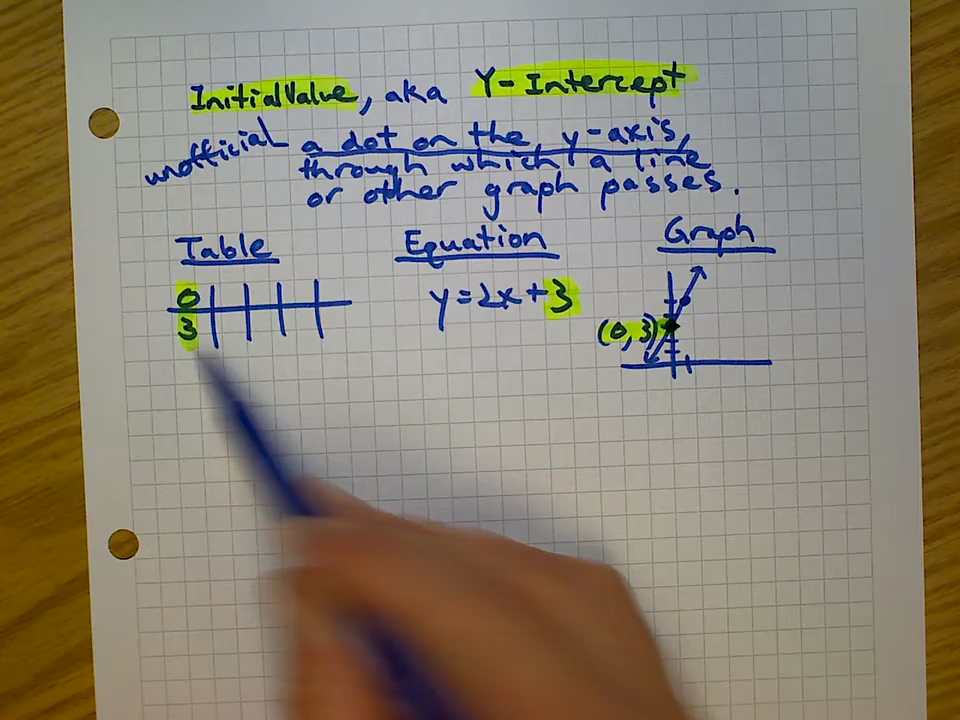 Initial Value, aka Y-Intercept
unofficial a dot on the y-axis,
through which a line
or other graph passes.
Table Equation Graph
0
3
y=2x+3
(0,3)